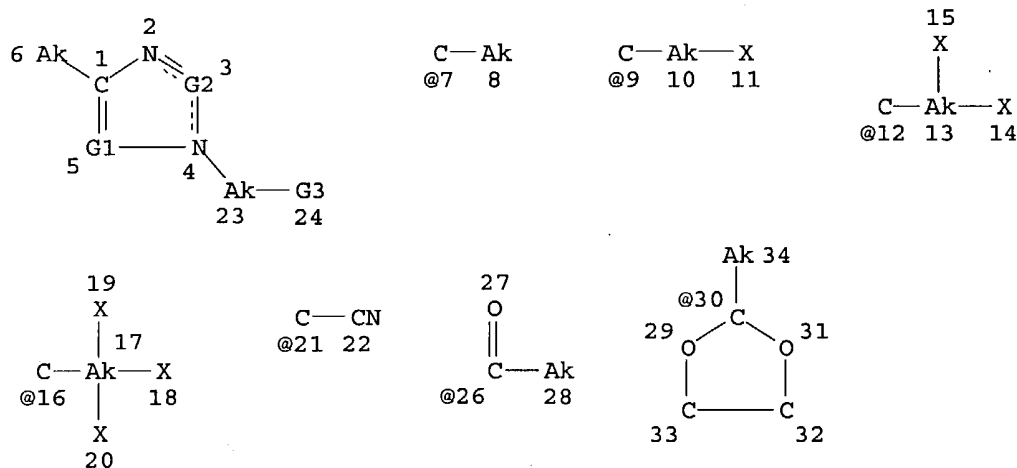 15
6 Ak 2 N 3 C Ak C Ak X X
1 C G2 @7 8 @9 10 11
C Ak X
@12 13 14
5 G1 N 4
Ak G3
23 24
Ak 34
19 27 @30
X C CN O 29 C 31
17 @21 22 O O
C Ak X C Ak
@16 18 @26 28
X C C
20 33 32